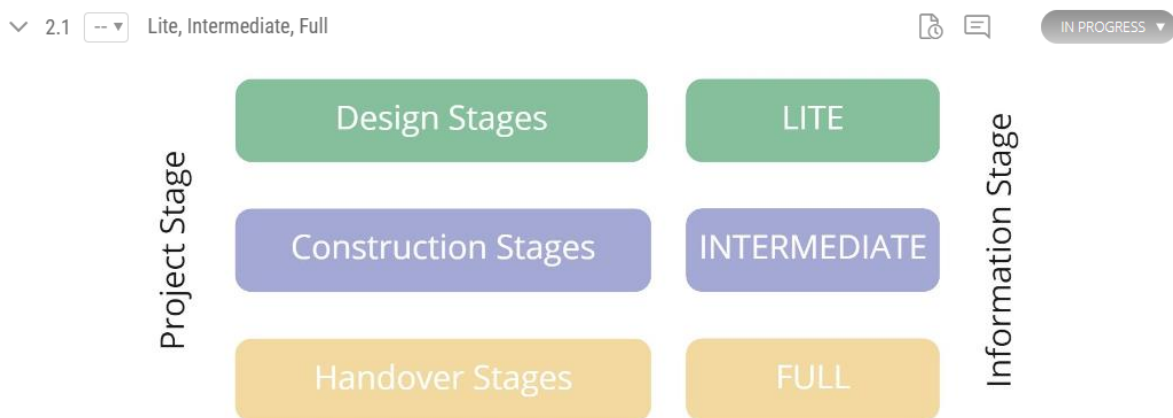 2.1 -- Lite, Intermediate, Full IN PROGRESS
Project Stage
Design Stages LITE
Construction Stages INTERMEDIATE
Handover Stages FULL
Information Stage